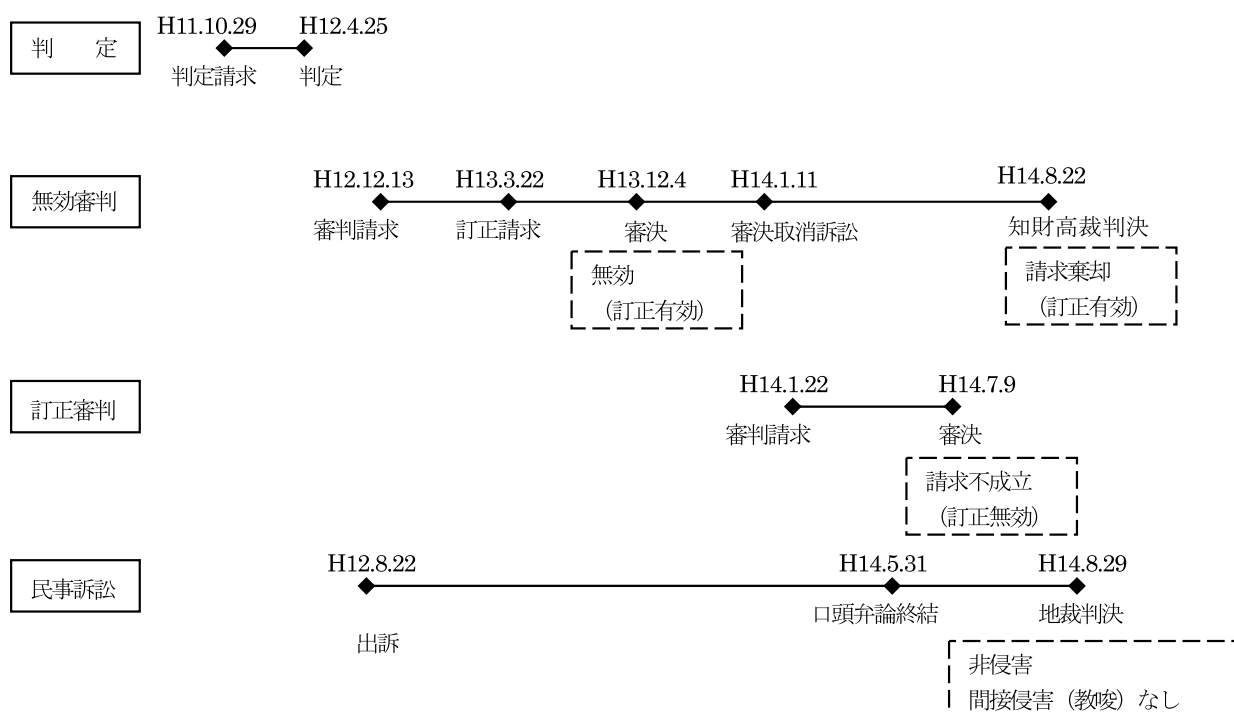 判 定
H11.10.29 H12.4.25
判定請求 判定
無効審判
H12.12.13 H13.3.22 H13.12.4 H14.1.11 H14.8.22
審判請求 訂正請求 審決 審決取消訴訟 知財高裁判決
無効
（訂正有効）
請求棄却
（訂正有効）
訂正審判
H14.1.22 H14.7.9
審判請求 審決
請求不成立
（訂正無効）
民事訴訟
H12.8.22 H14.5.31 H14.8.29
出訴 口頭弁論終結 地裁判決
非侵害
間接侵害（教唆）なし